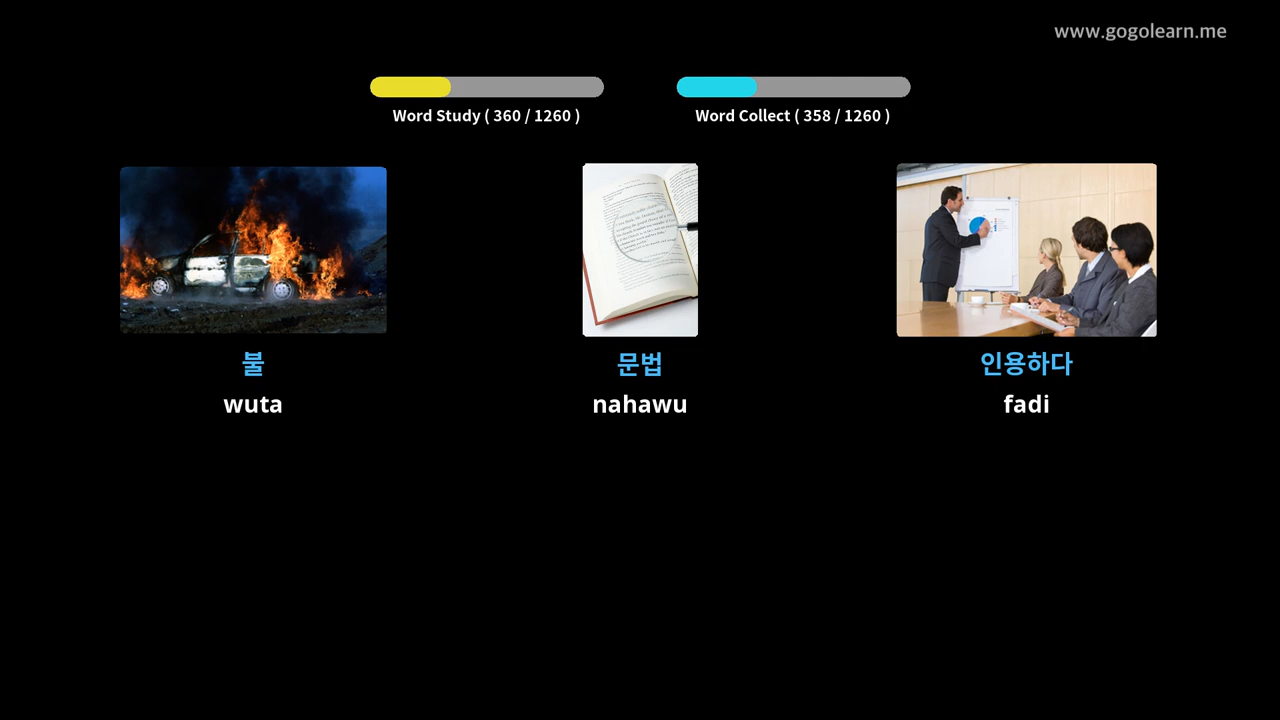 www.gogolearn.me
Word Study ( 360 / 1260 )
Word Collect ( 358 / 1260 )
불
wuta
문법
nahawu
인용하다
fadi